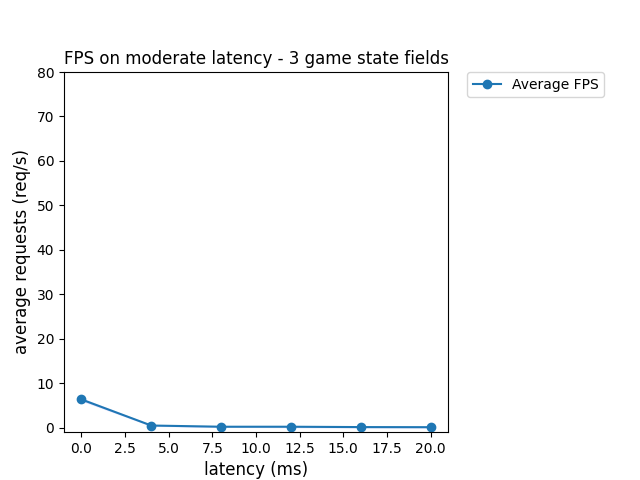 FPS on moderate latency - 3 game state fields
Average FPS
80
70
60
50
40
30
20
10
0
average requests (req/s)
0.0 2.5 5.0 7.5 10.0 12.5 15.0 17.5 20.0
latency (ms)